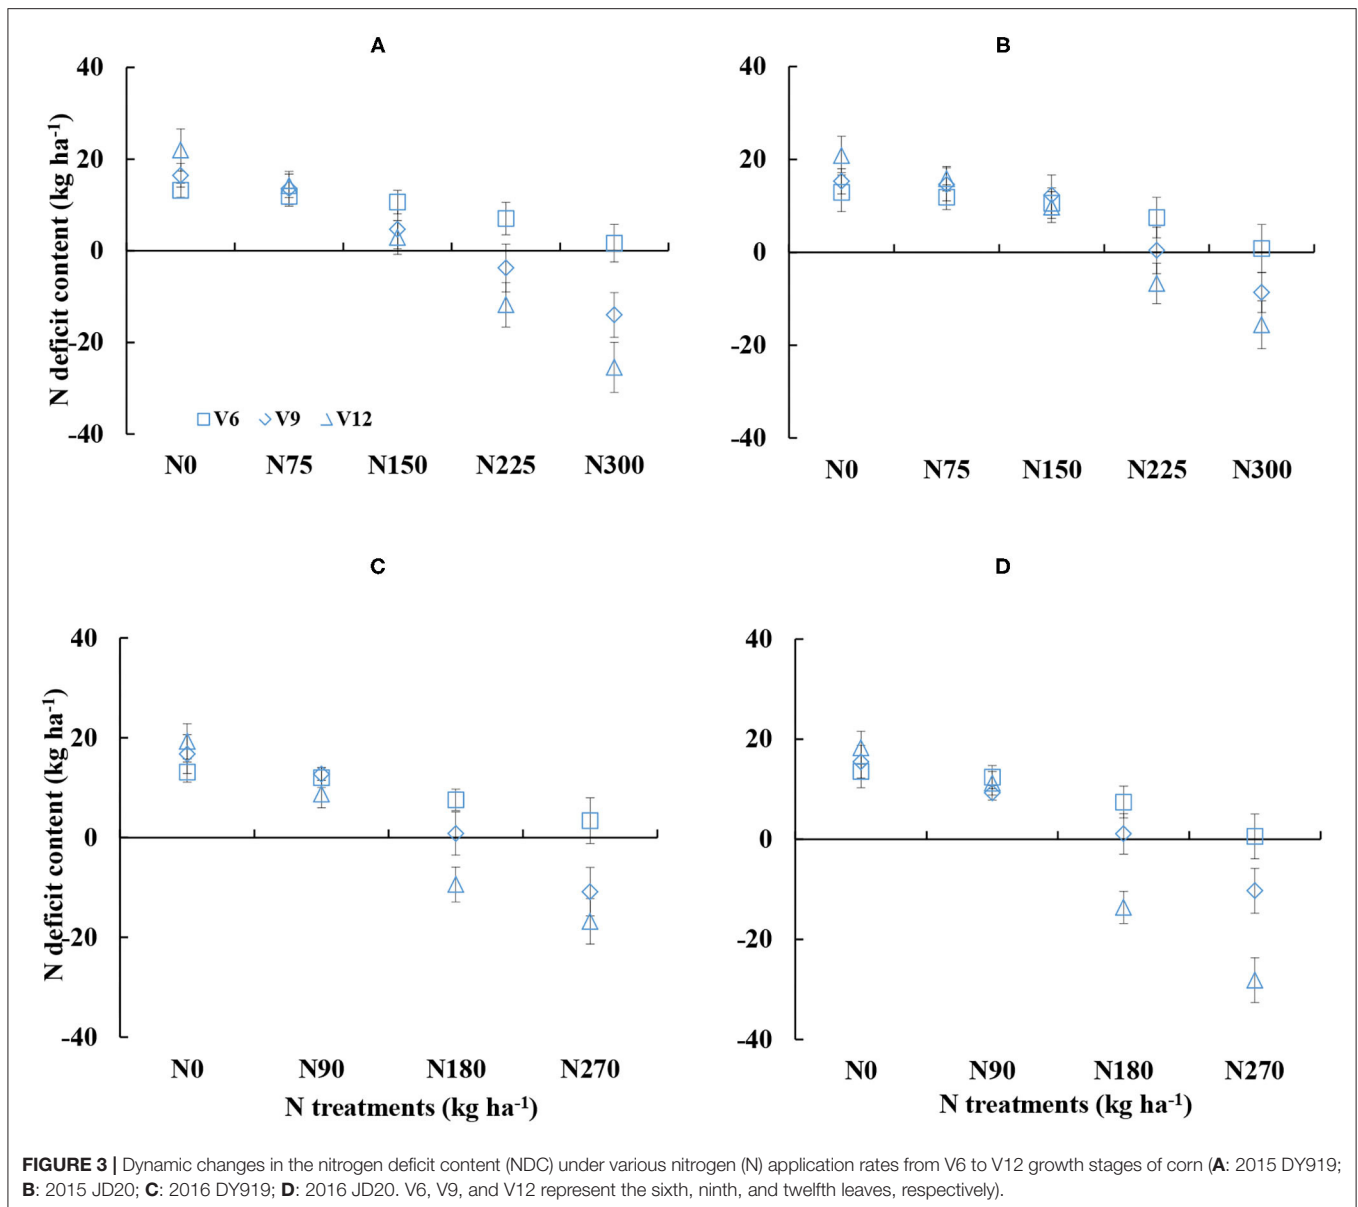 A
40
20
0
-20
-40
N deficit content (kg ha-1)
V6 V9 V12
N0 N75 N150 N225 N300
B
40
20
0
-20
-40
N0 N75 N150 N225 N300
C
40
20
0
-20
-40
N deficit content (kg ha-1)
N0 N90 N180 N270
N treatments (kg ha-1)
D
40
20
0
-20
-40
N0 N90 N180 N270
N treatments (kg ha-1)
FIGURE 3 | Dynamic changes in the nitrogen deficit content (NDC) under various nitrogen (N) application rates from V6 to V12 growth stages of corn (A: 2015 DY919;
B: 2015 JD20; C: 2016 DY919; D: 2016 JD20. V6, V9, and V12 represent the sixth, ninth, and twelfth leaves, respectively).